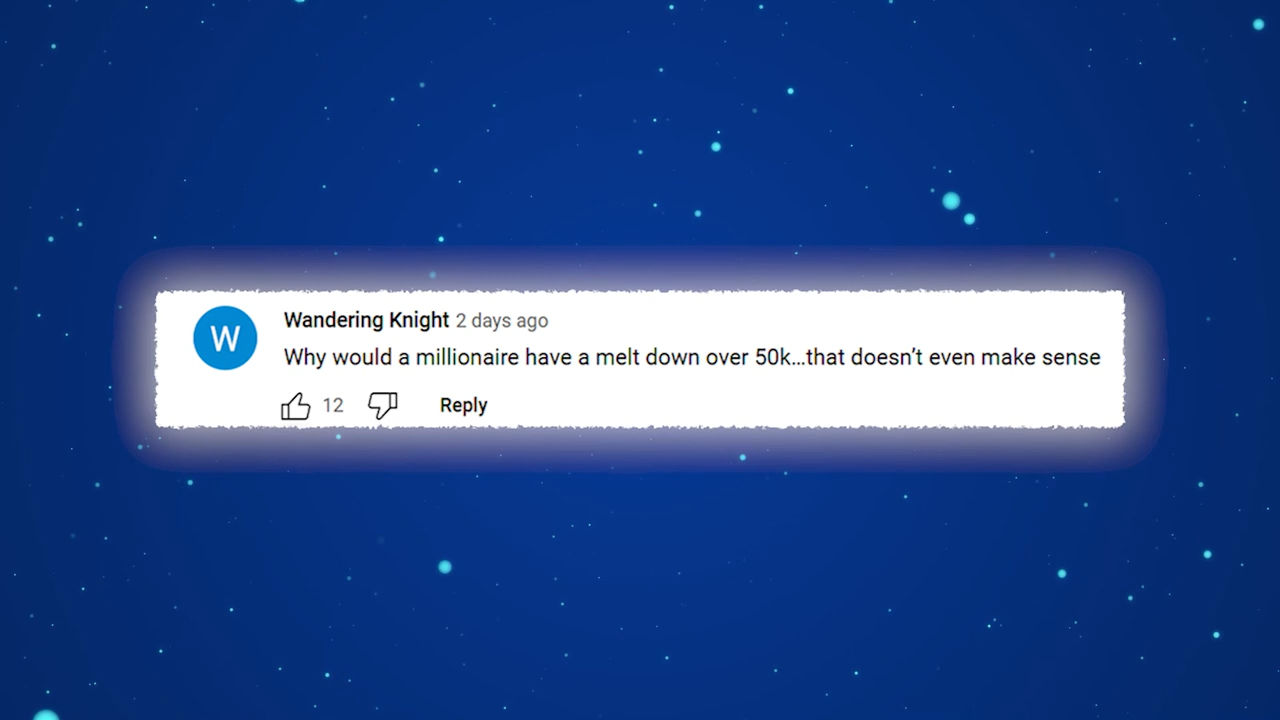 W
Wandering Knight 2 days ago
Why would a millionaire have a melt down over 50k...that doesn't even make sense
12 Reply